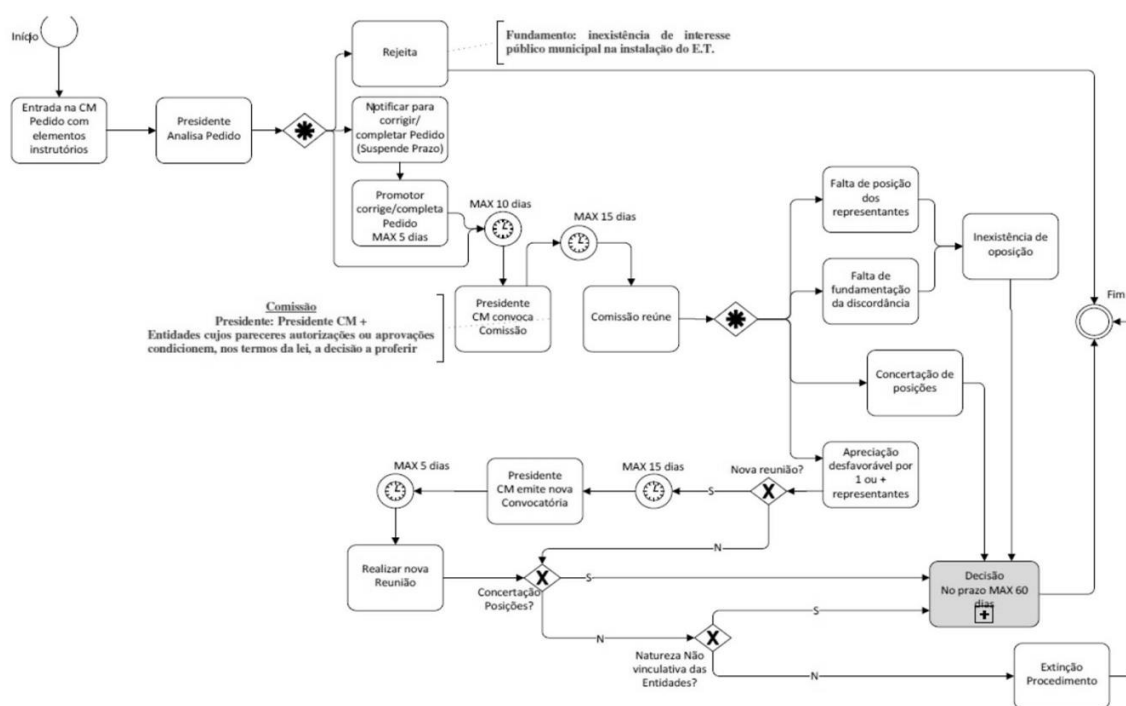 Início
Entrada na CM
Pedido com
elementos
instrutórios
Presidente
Analisa Pedido
Rejeita
Fundamento: inexistência de interesse
público municipal na instalação do E.T.
Notificar para
corrigir/
completar Pedido
(Suspende Prazo)
Promotor
corrige/completa
Pedido
MAX 5 dias
MAX 10 dias
MAX 15 dias
Presidente
CM convoca
Comissão
Comissão
Presidente: Presidente CM +
Entidades cujos pareceres autorizações ou aprovações
condicionem, nos termos da lei, a decisão a proferir
Comissão reúne
Falta de posição
dos
representantes
Falta de
fundamentação
da discordância
Inexistência de
oposição
Fim
Concertação de
posições
Apreciação
desfavorável por
1 ou +
representantes
Nova reunião?
S
MAX 15 dias
Presidente
CM emite nova
Convocatória
MAX 5 dias
N
Realizar nova
Reunião
Concertação
Posições?
S
Decisão
No prazo MAX 60
dias
N
S
Natureza Não
vinculativa das
Entidades?
N
Extinção
Procedimento